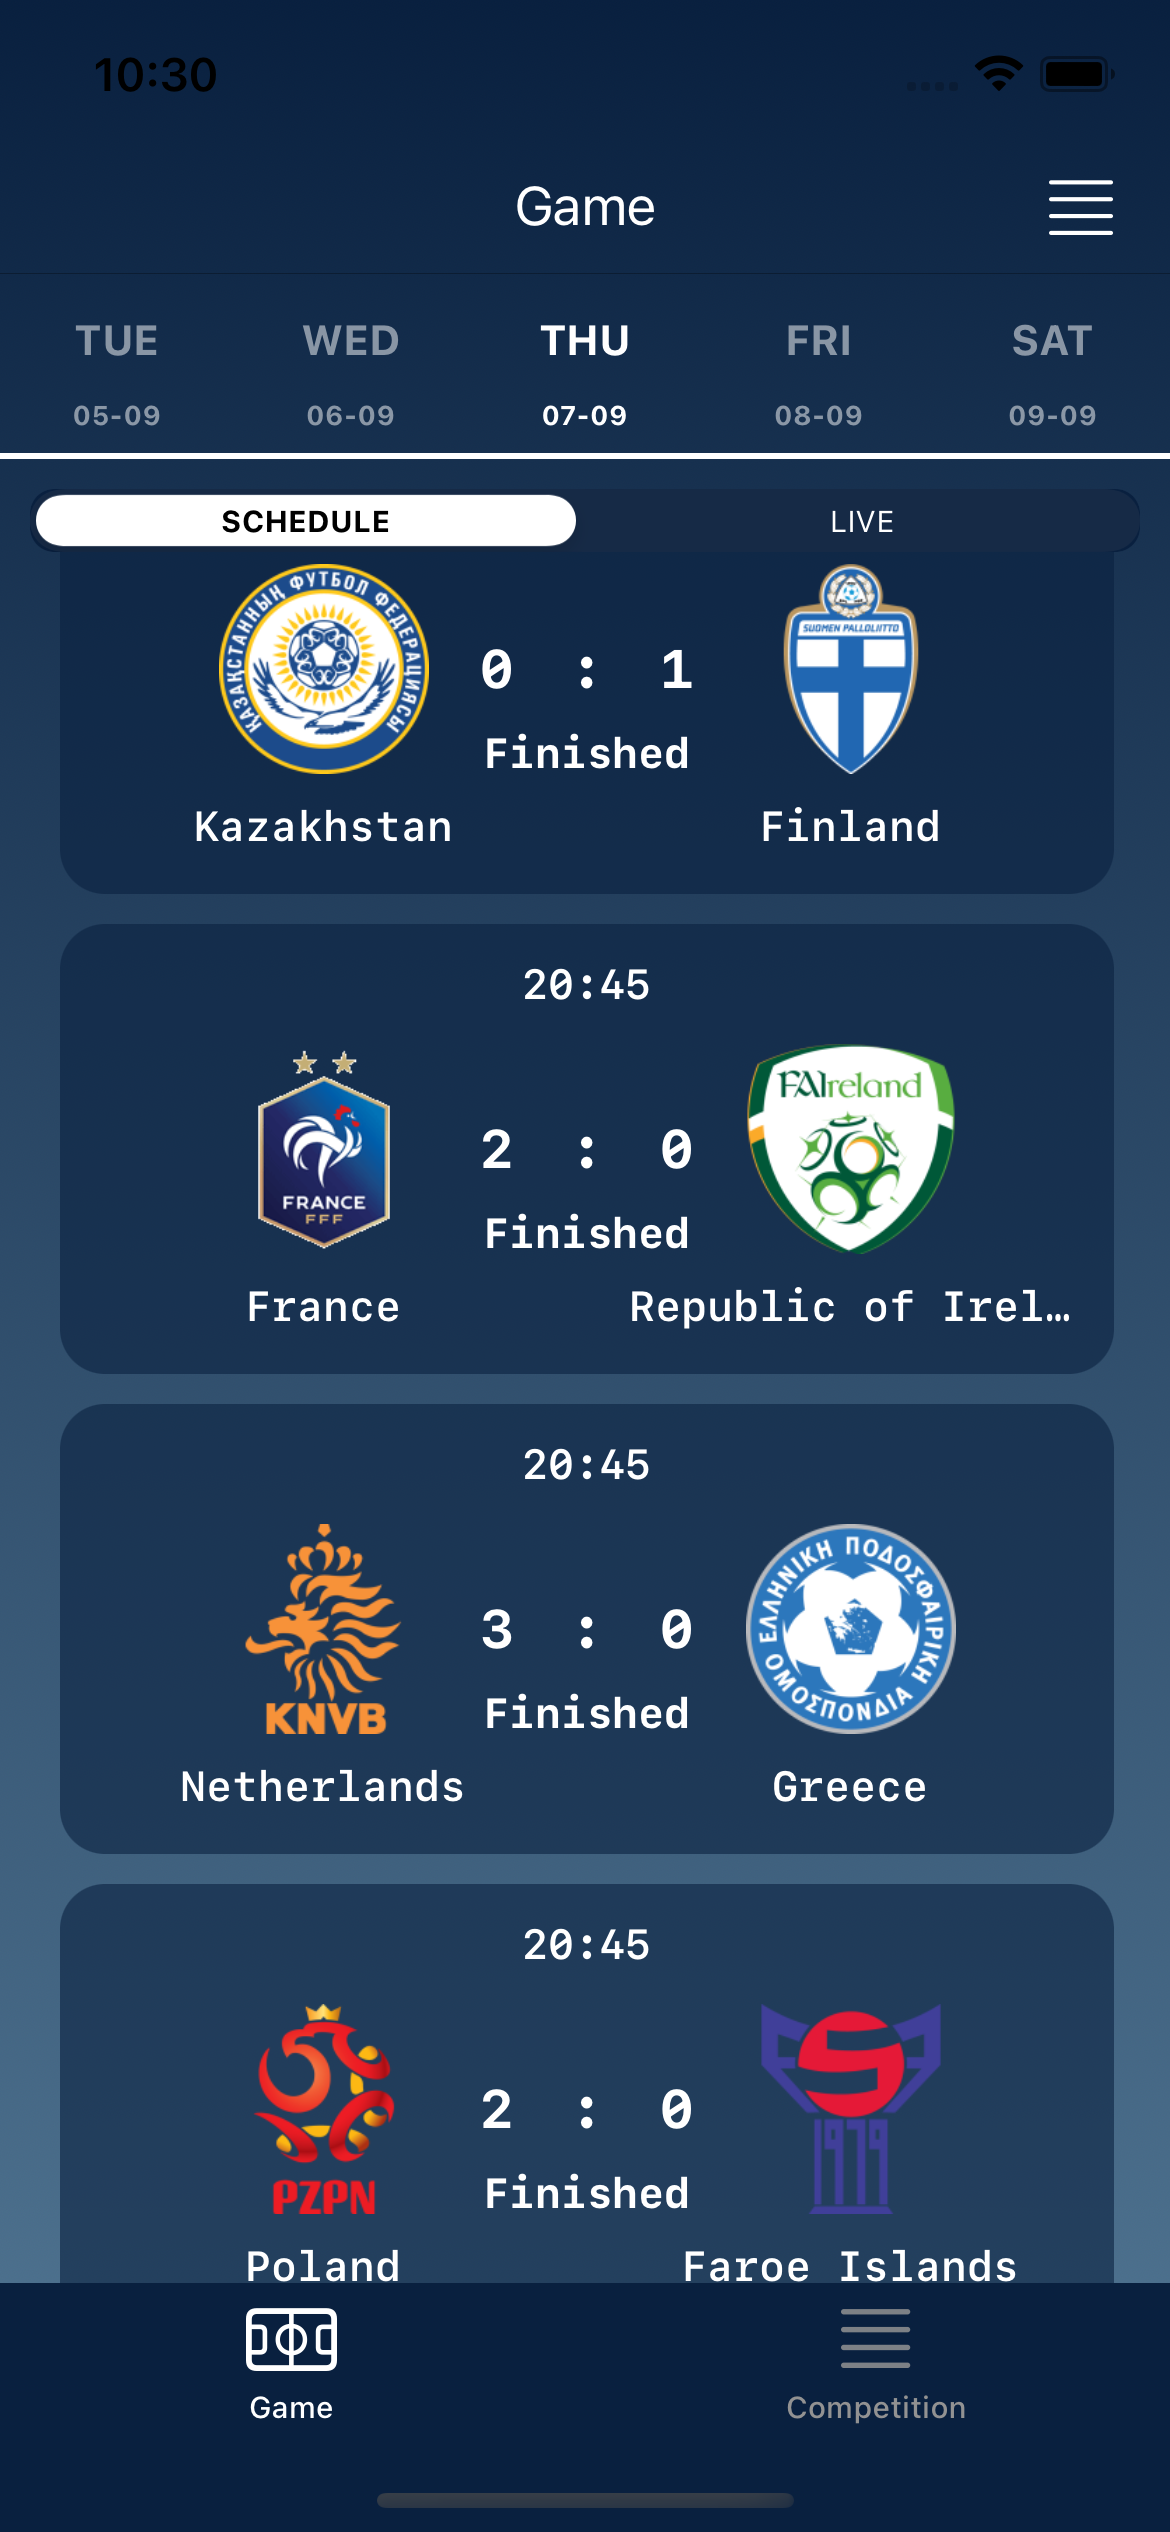 10:30
Game
TUE WED THU FRI SAT
05-09 06-09 07-09 08-09 09-09
SCHEDULE LIVE
ҚАЗАҚСТАННЫҢ ФУТБОЛ ФЕДЕРАЦИЯСЫ
SUOMEN PALLOLIITTO
0 : 1
Finished
Kazakhstan Finland
20:45
FAIreland
FRANCE
FFF
2 : 0
Finished
France Republic of Irel…
20:45
ΕΛΛΗΝΙΚΗ ΠΟΔΟΣΦΑΙΡΙΚΗ ΟΜΟΣΠΟΝΔΙΑ
3 : 0
KNVB
Finished
Netherlands Greece
20:45
2 : 0
1979
PZPN
Finished
Poland Faroe Islands
Game Competition